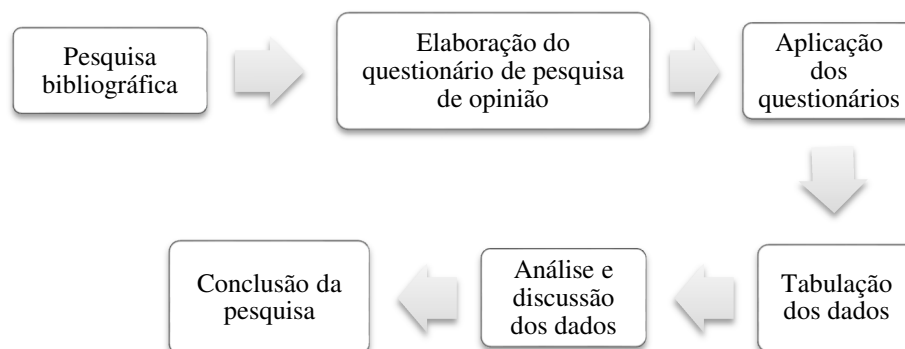 Pesquisa
bibliográfica
Elaboração do
questionário de pesquisa
de opinião
Aplicação
dos
questionários
Tabulação
dos dados
Análise e
discussão
dos dados
Conclusão da
pesquisa